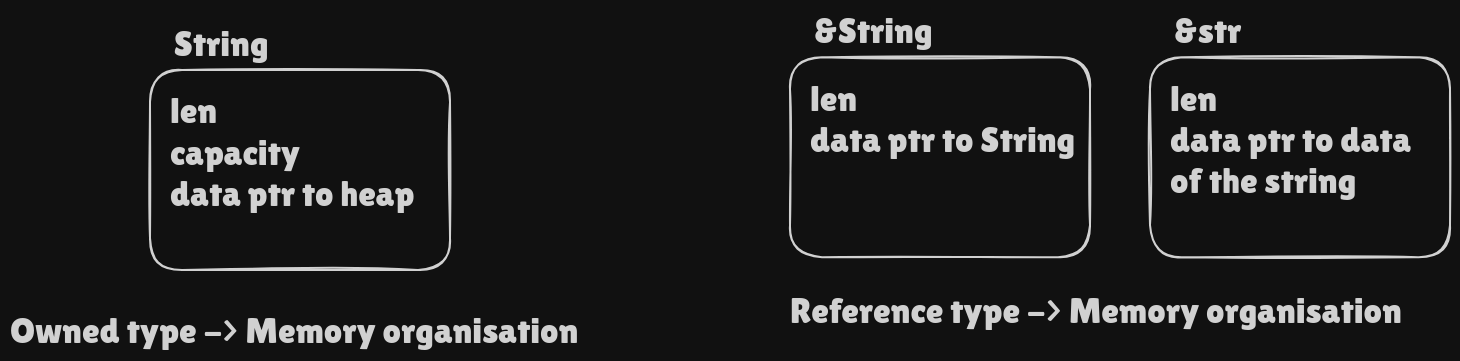 String
len
capacity
data ptr to heap
Owned type -> Memory organisation
&String
len
data ptr to String
&str
len
data ptr to data
of the string
Reference type -> Memory organisation